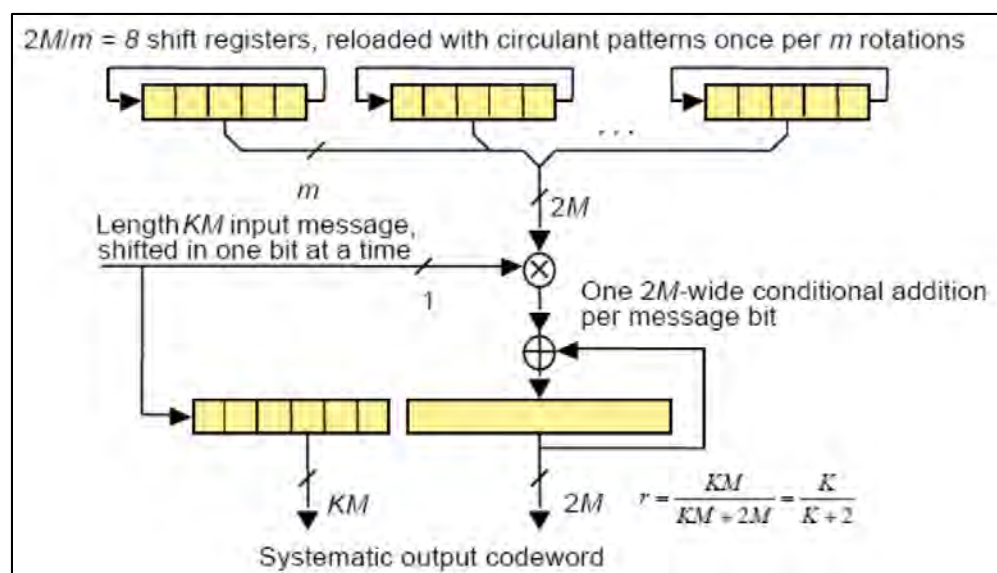 2M/m = 8 shift registers, reloaded with circulant patterns once per m rotations
. . .
m
2M
Length KM input message,
shifted in one bit at a time
1
One 2M-wide conditional addition
per message bit
KM
2M
r = KM / (KM + 2M) = K / (K + 2)
Systematic output codeword